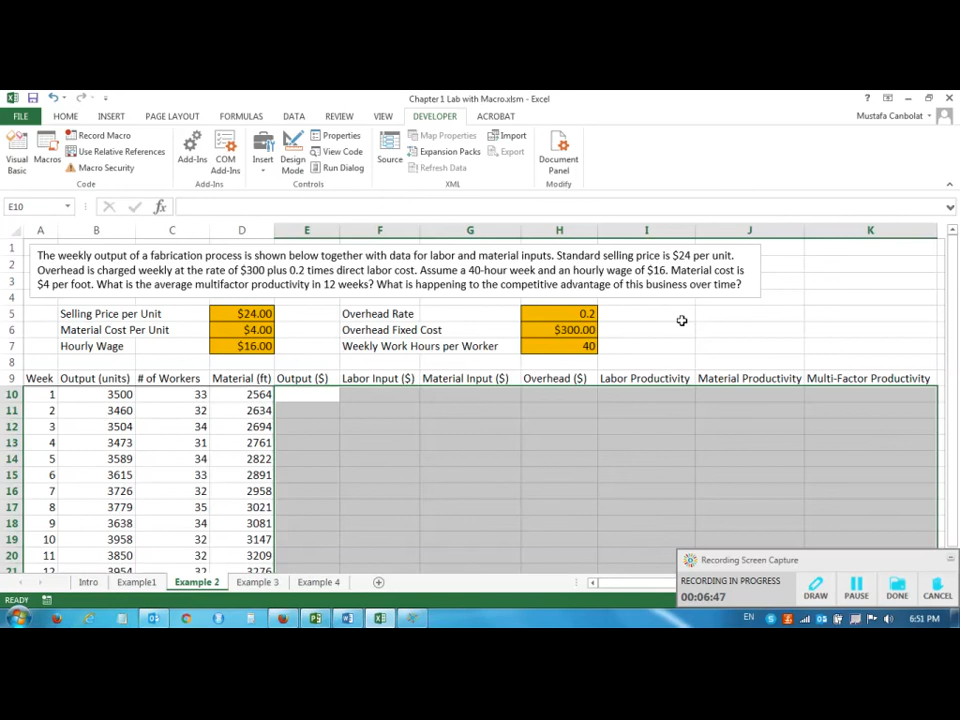 Chapter1 Lab with Macro.xlsm - Excel
FILE HOME INSERT PAGE LAYOUT FORMULAS DATA REVIEW VIEW DEVELOPER ACROBAT Mustafa Canbolat
Visual Basic
Macros
Record Macro
Use Relative References
Macro Security
Code
Add-Ins
COM Add-Ins
Add-Ins
Insert
Design Mode
Properties
View Code
Run Dialog
Controls
Source
Map Properties
Expansion Packs
Refresh Data
Import
Export
XML
Document Panel
Modify
E10
fx
A B C D E F G H I J K
1
2
3
4
The weekly output of a fabrication process is shown below together with data for labor and material inputs. Standard selling price is $24 per unit.
Overhead is charged weekly at the rate of $300 plus 0.2 times direct labor cost. Assume a 40-hour week and an hourly wage of $16. Material cost is
$4 per foot. What is the average multifactor productivity in 12 weeks? What is happening to the competitive advantage of this business over time?
5 Selling Price per Unit $24.00 Overhead Rate 0.2
6 Material Cost Per Unit $4.00 Overhead Fixed Cost $300.00
7 Hourly Wage $16.00 Weekly Work Hours per Worker 40
8
9 Week Output (units) # of Workers Material (ft) Output ($) Labor Input ($) Material Input ($) Overhead ($) Labor Productivity Material Productivity Multi-Factor Productivity
10 1 3500 33 2564
11 2 3460 32 2634
12 3 3504 34 2694
13 4 3473 31 2761
14 5 3589 34 2822
15 6 3615 33 2891
16 7 3726 32 2958
17 8 3779 35 3021
18 9 3638 34 3081
19 10 3958 32 3147
20 11 3850 32 3209
21 12 3954 32 3276
Intro Example1 Example 2 Example 3 Example 4
READY
Recording Screen Capture
RECORDING IN PROGRESS
00:06:47
DRAW PAUSE DONE CANCEL
EN 6:51 PM